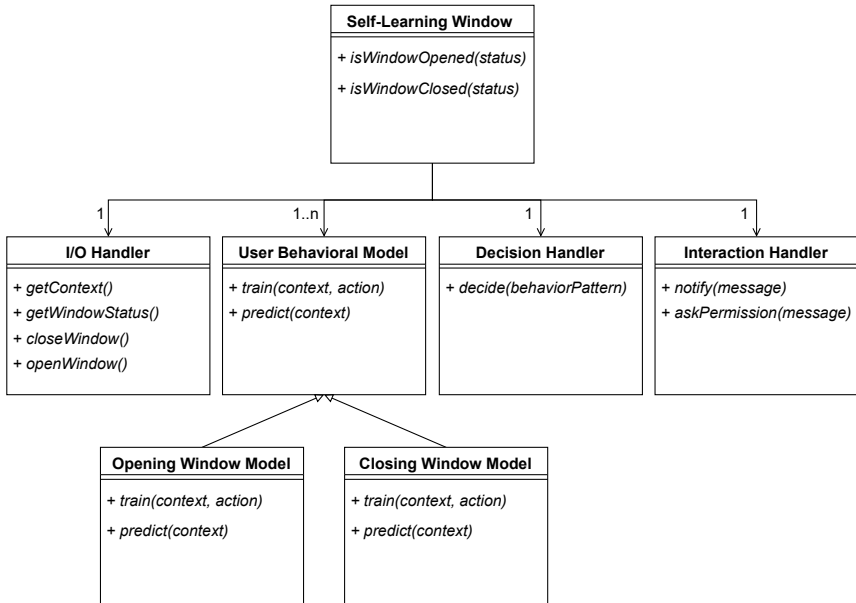 Self-Learning Window
+ isWindowOpened(status)
+ isWindowClosed(status)
1
1..n
1
1
I/O Handler
+ getContext()
+ getWindowStatus()
+ closeWindow()
+ openWindow()
User Behavioral Model
+ train(context, action)
+ predict(context)
Decision Handler
+ decide(behaviorPattern)
Interaction Handler
+ notify(message)
+ askPermission(message)
Opening Window Model
+ train(context, action)
+ predict(context)
Closing Window Model
+ train(context, action)
+ predict(context)